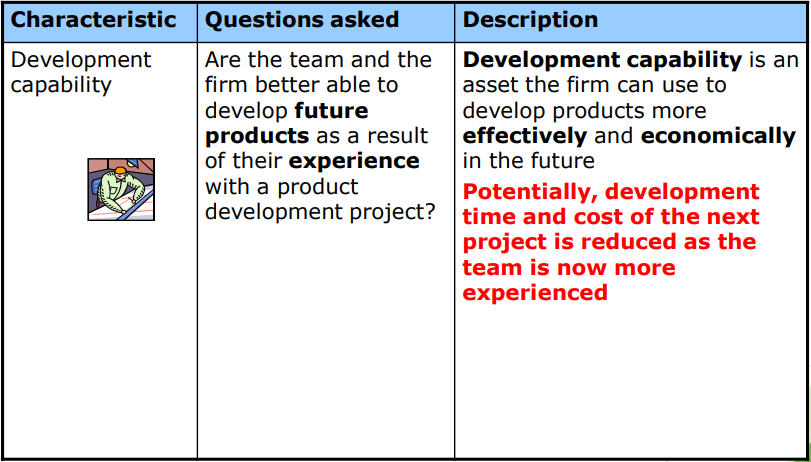 Characteristic
Questions asked
Description
Development
capability
Are the team and the
firm better able to
develop future
products as a result
of their experience
with a product
development project?
Development capability is an
asset the firm can use to
develop products more
effectively and economically
in the future
Potentially, development
time and cost of the next
project is reduced as the
team is now more
experienced